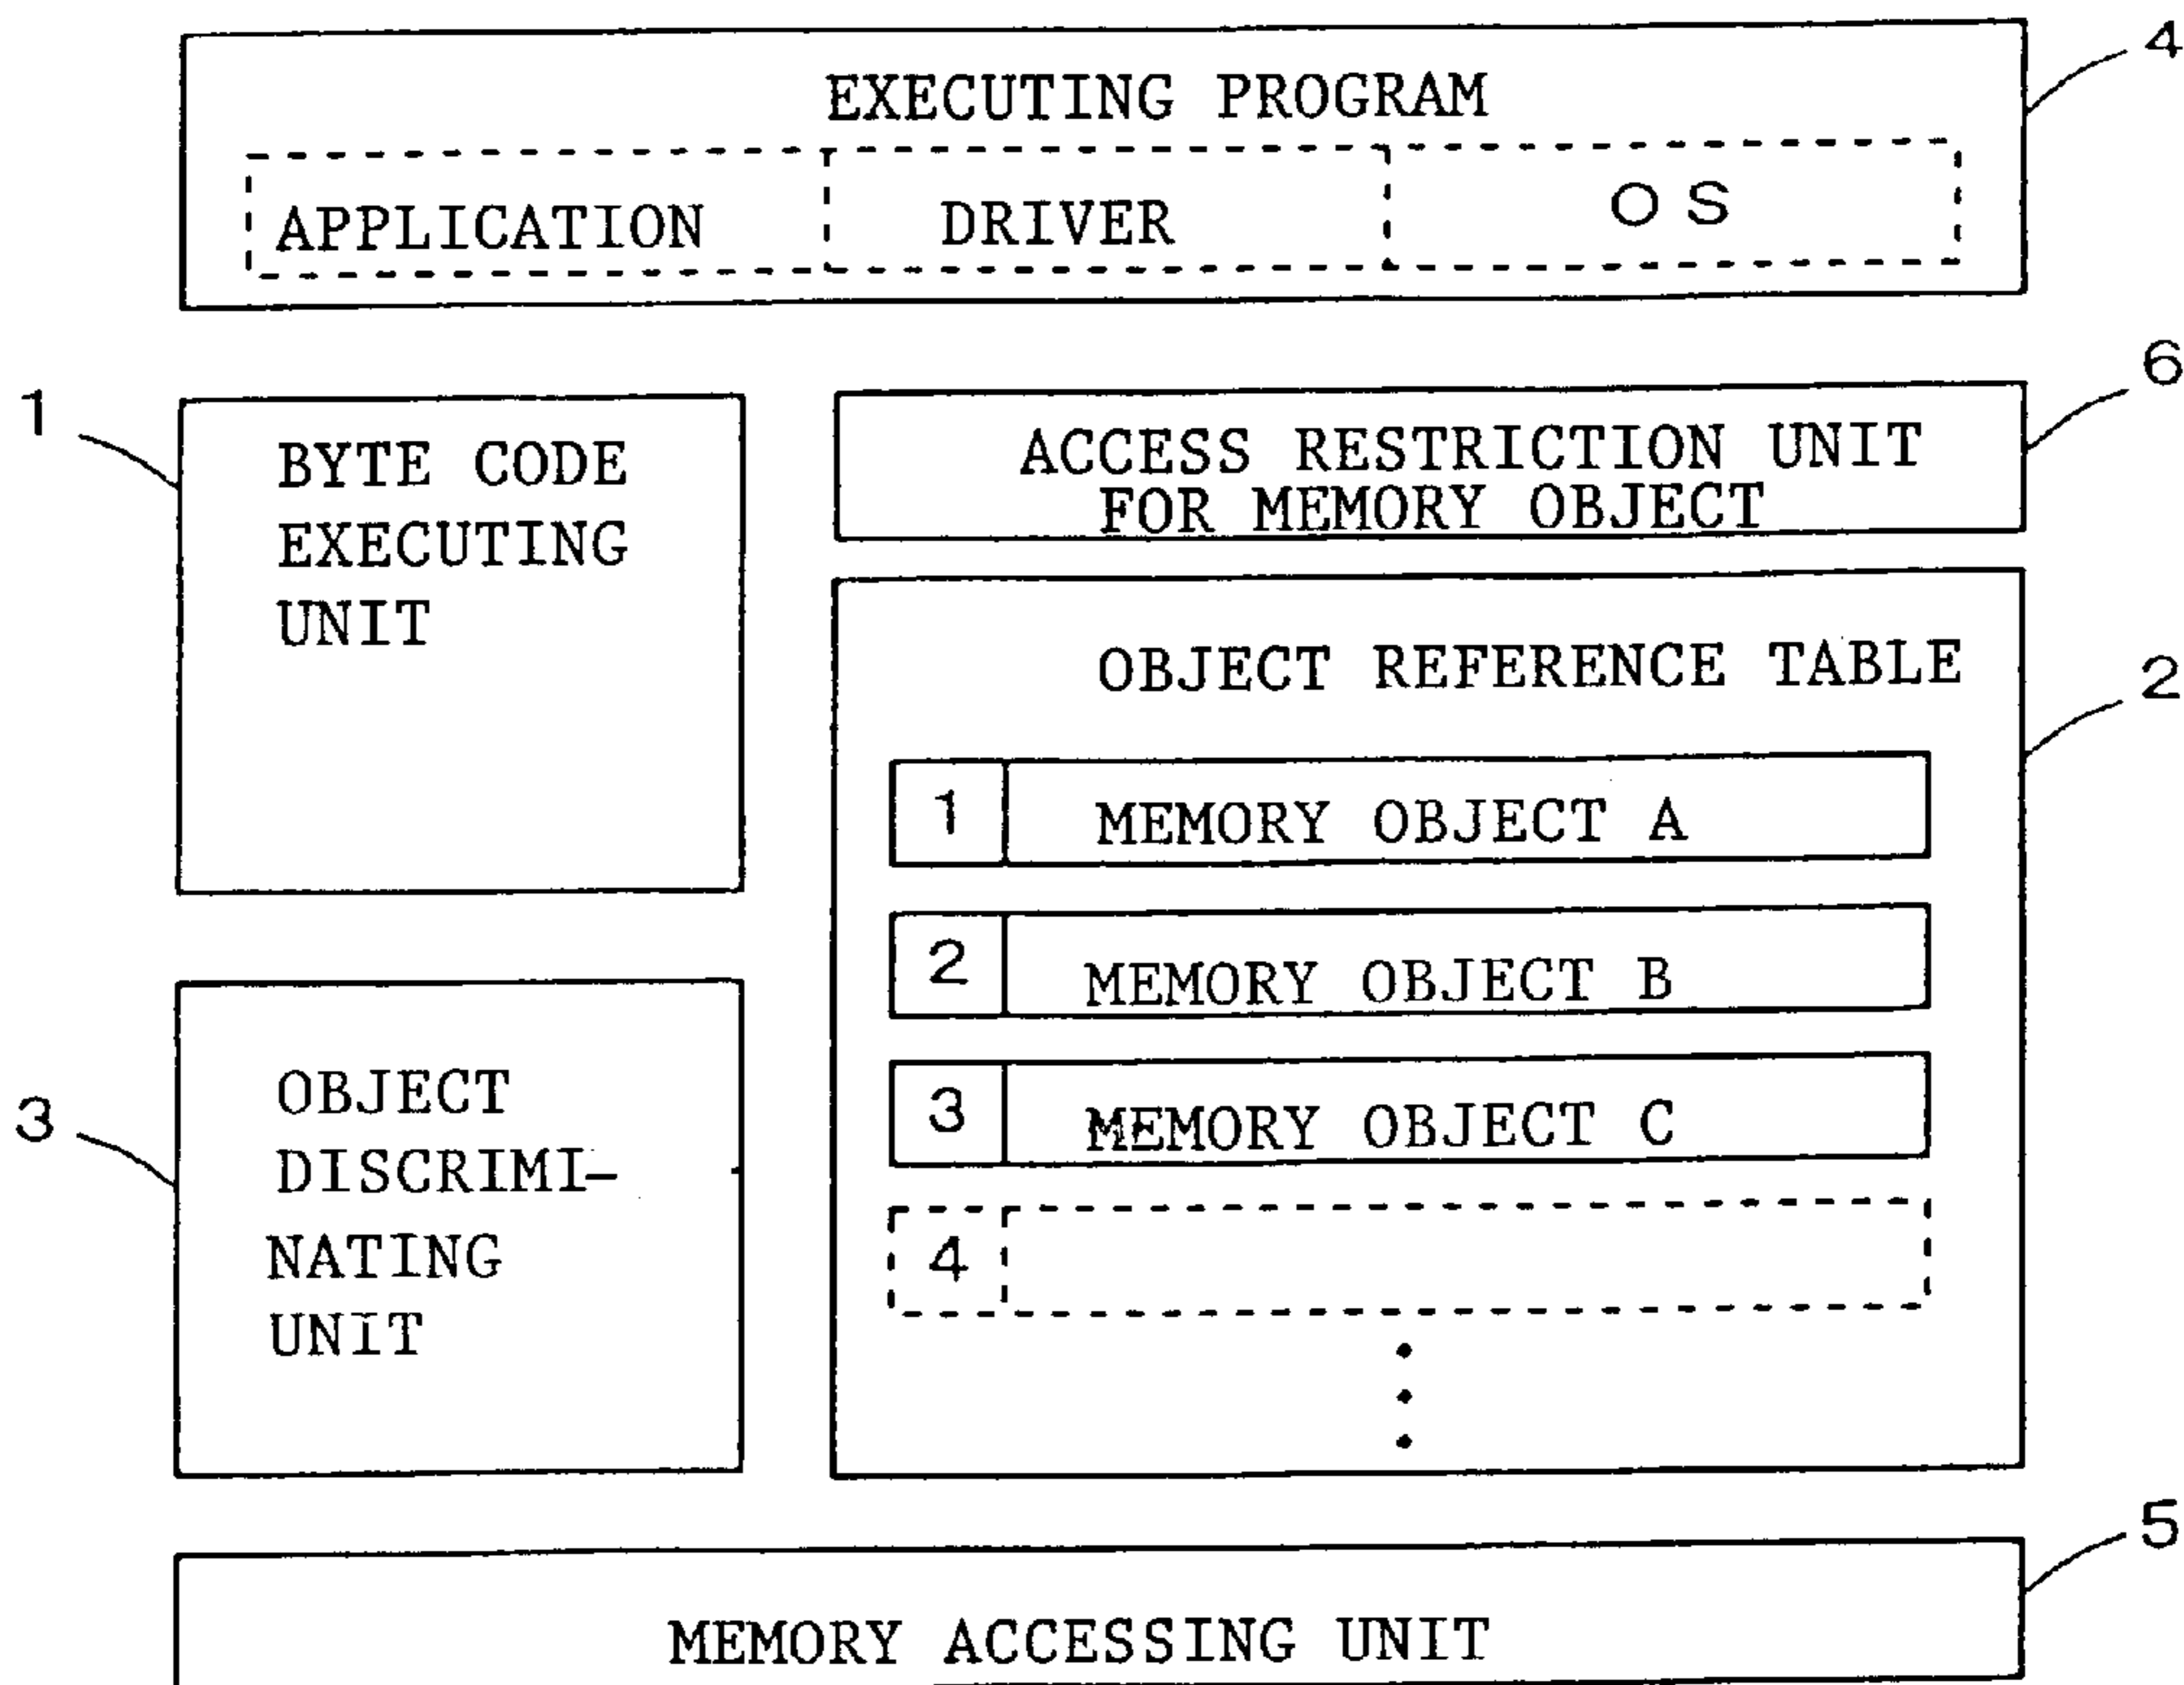 4
EXECUTING PROGRAM
APPLICATION
DRIVER
OS
1
BYTE CODE
EXECUTING
UNIT
6
ACCESS RESTRICTION UNIT
FOR MEMORY OBJECT
2
OBJECT REFERENCE TABLE
1 MEMORY OBJECT A
2 MEMORY OBJECT B
3 MEMORY OBJECT C
4
3
OBJECT
DISCRIMI-
NATING
UNIT
5
MEMORY ACCESSING UNIT